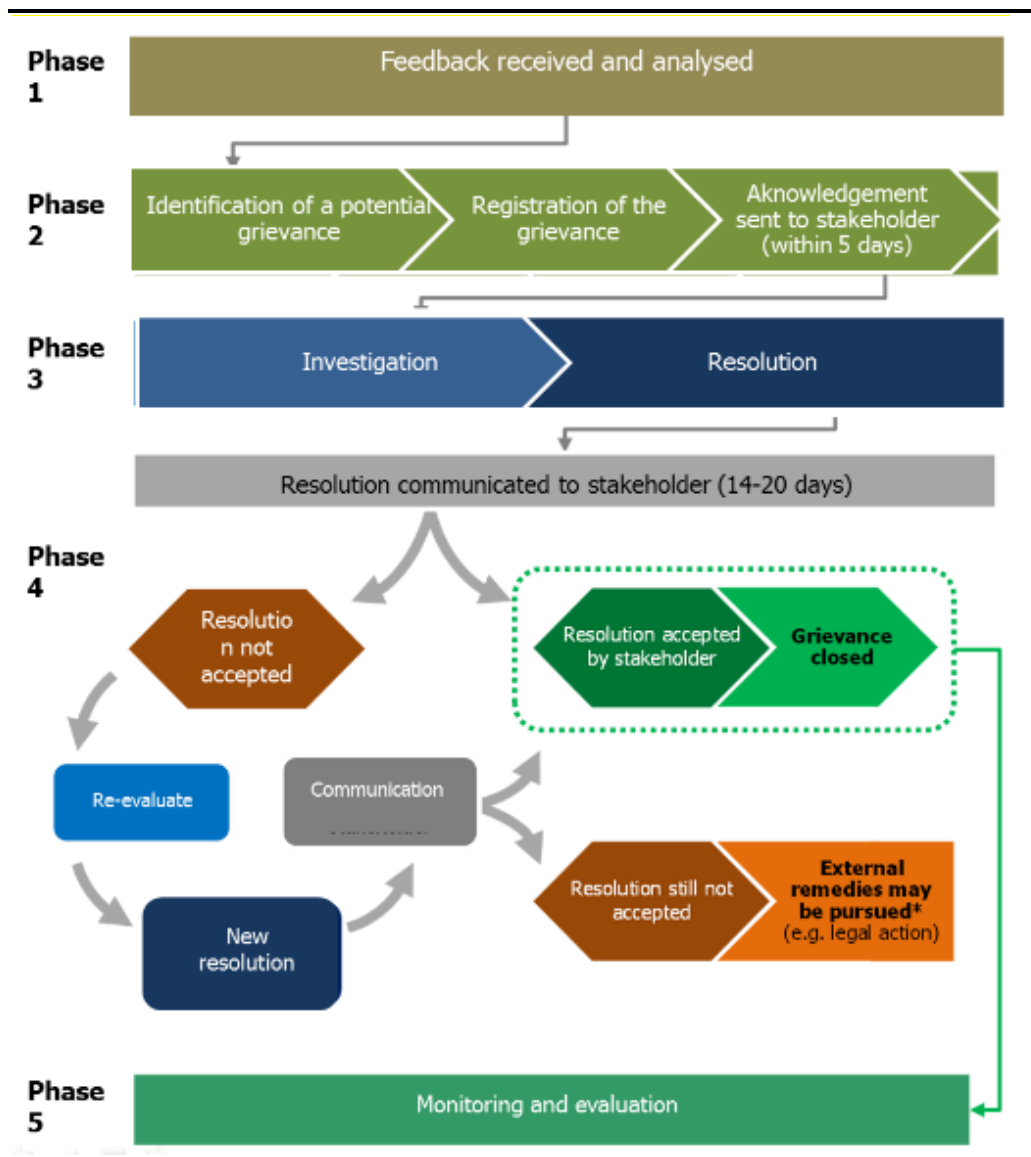 Phase
1
Feedback received and analysed
Phase
2
Identification of a potential
grievance
Registration of the
grievance
Aknowledgement
sent to stakeholder
(within 5 days)
Phase
3
Investigation
Resolution
Resolution communicated to stakeholder (14-20 days)
Phase
4
Resolutio
n not
accepted
Resolution accepted
by stakeholder
Grievance
closed
Re-evaluate
Communication
New
resolution
Resolution still not
accepted
External
remedies may
be pursued*
(e.g. legal action)
Phase
5
Monitoring and evaluation